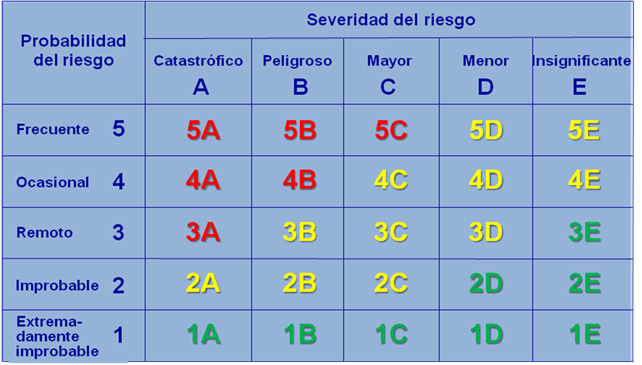 Probabilidad
del riesgo
Severidad del riesgo
Catastrófico
A
Peligroso
B
Mayor
C
Menor
D
Insignificante
E
Frecuente 5 5A 5B 5C 5D 5E
Ocasional 4 4A 4B 4C 4D 4E
Remoto 3 3A 3B 3C 3D 3E
Improbable 2 2A 2B 2C 2D 2E
Extrema-
damente
improbable 1 1A 1B 1C 1D 1E